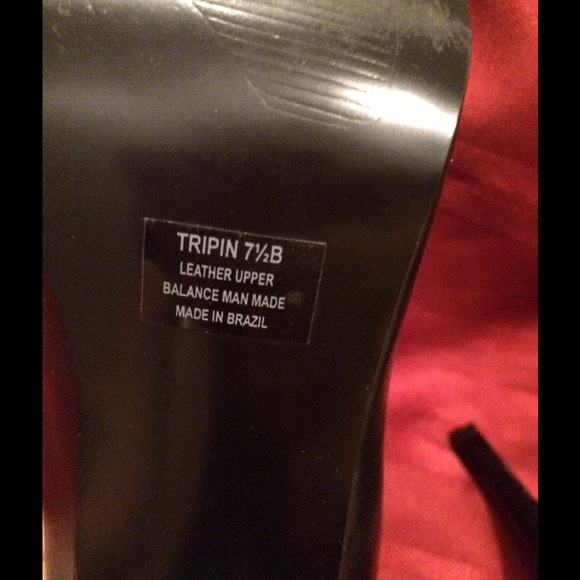 TRIPIN 7½B
LEATHER UPPER
BALANCE MAN MADE
MADE IN BRAZIL